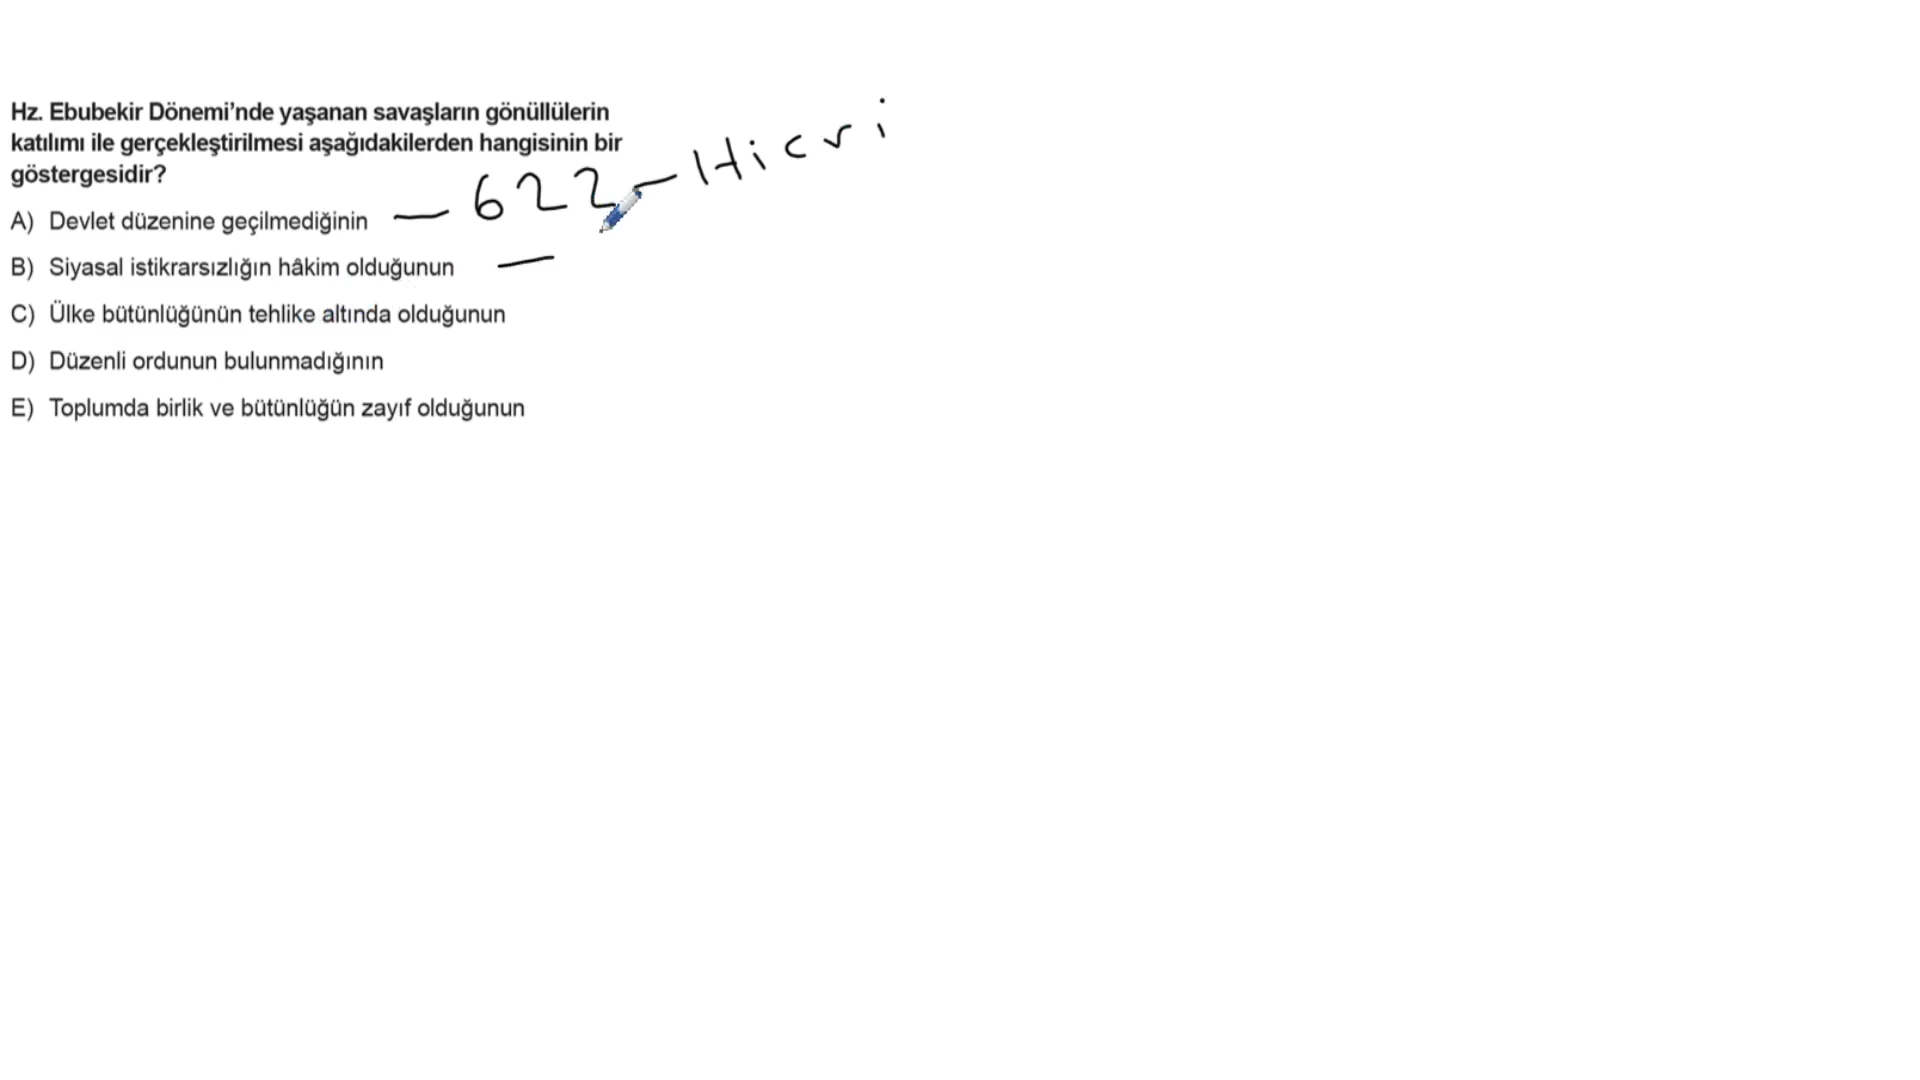 Hz. Ebubekir Dönemi’nde yaşanan savaşların gönüllülerin
katılımı ile gerçekleştirilmesi aşağıdakilerden hangisinin bir
göstergesidir?
A) Devlet düzenine geçilmediğinin — 622 — Hicri
B) Siyasal istikrarsızlığın hâkim olduğunun —
C) Ülke bütünlüğünün tehlike altında olduğunun
D) Düzenli ordunun bulunmadığının
E) Toplumda birlik ve bütünlüğün zayıf olduğunun